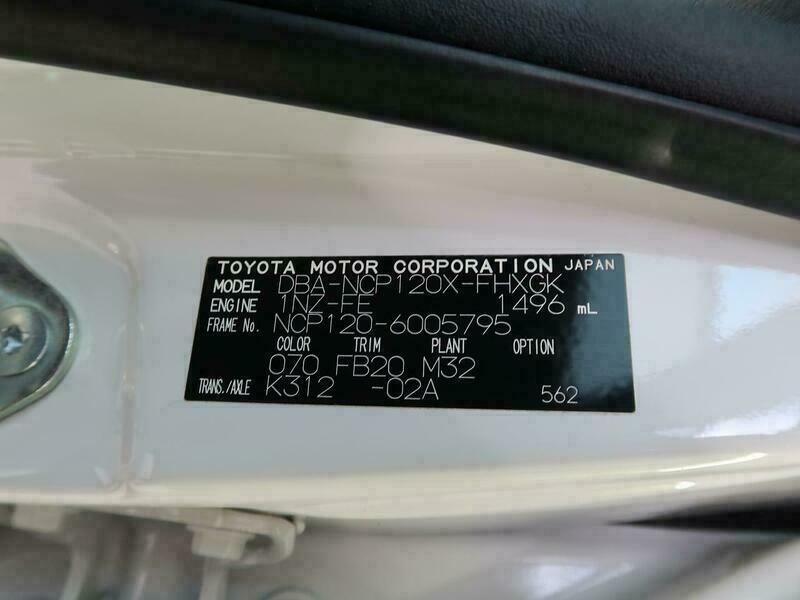 TOYOTA MOTOR CORPORATION JAPAN
MODEL DBA-NCP120X-FHXGK
ENGINE 1NZ-FE 1496 mL
FRAME No. NCP120-6005795
COLOR TRIM PLANT OPTION
070 FB20 M32
TRANS./AXLE K312 -02A 562